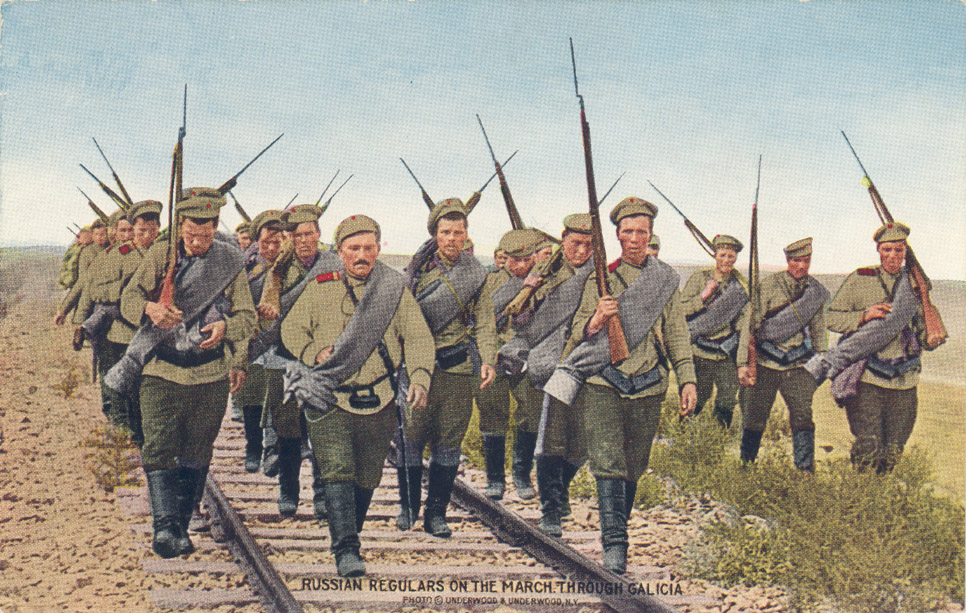 RUSSIAN REGULARS ON THE MARCH THROUGH GALICIA
PHOTO © UNDERWOOD & UNDERWOOD, N.Y.